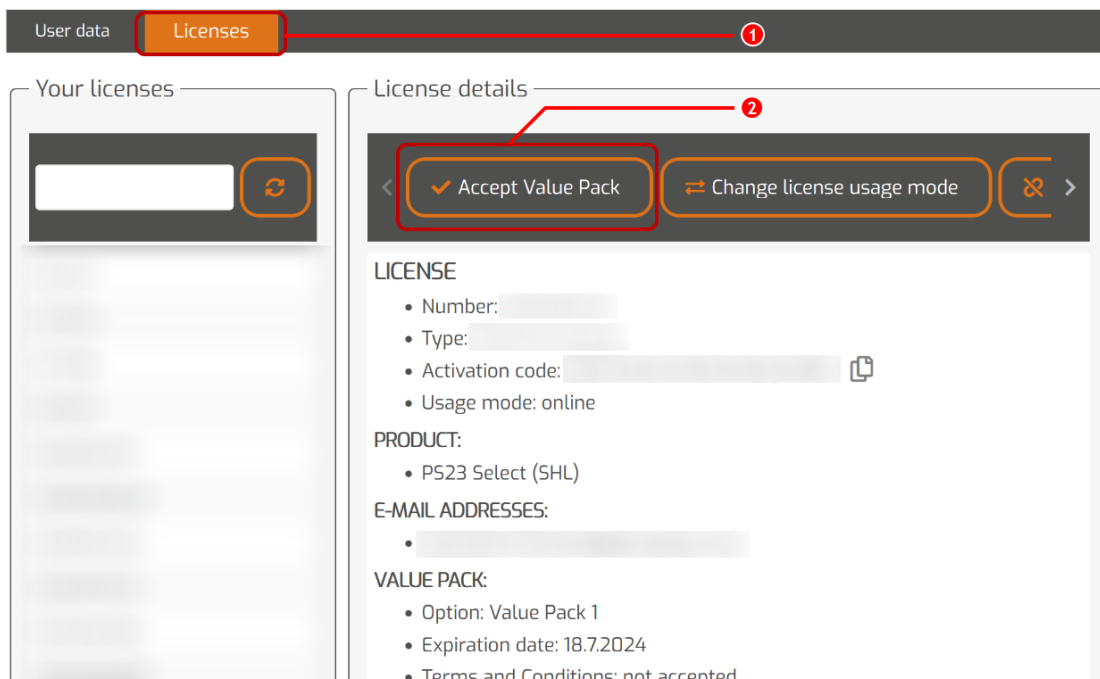 User data
Licenses
1
Your licenses
License details
2
Accept Value Pack
Change license usage mode
LICENSE
• Number:
• Type:
• Activation code:
• Usage mode: online
PRODUCT:
• PS23 Select (SHL)
E-MAIL ADDRESSES:
VALUE PACK:
• Option: Value Pack 1
• Expiration date: 18.7.2024
• Terms and Conditions: not accepted